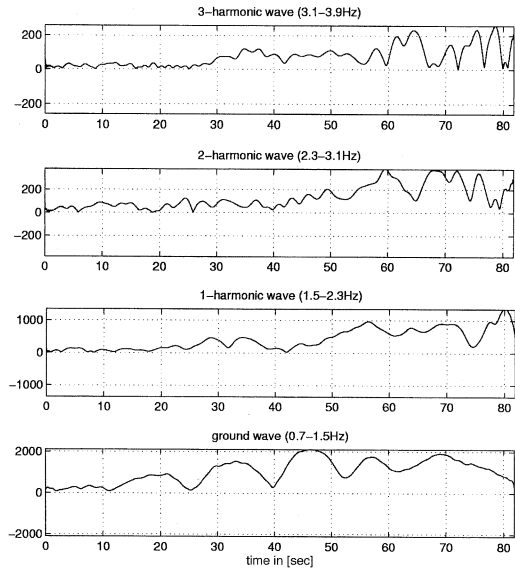 3-harmonic wave (3.1-3.9Hz)
200
0
-200
0 10 20 30 40 50 60 70 80
2-harmonic wave (2.3-3.1Hz)
200
0
-200
0 10 20 30 40 50 60 70 80
1-harmonic wave (1.5-2.3Hz)
1000
0
-1000
0 10 20 30 40 50 60 70 80
ground wave (0.7-1.5Hz)
2000
0
-2000
0 10 20 30 40 50 60 70 80
time in [sec]